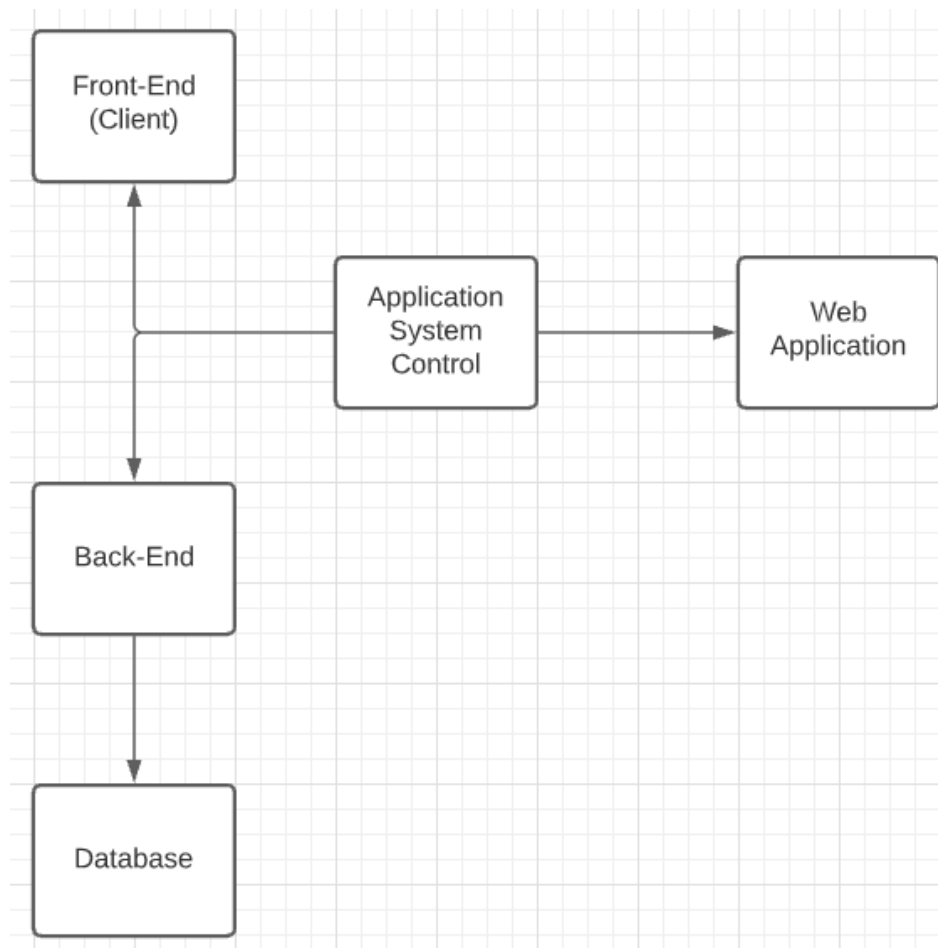 Front-End
(Client)
Application
System
Control
Web
Application
Back-End
Database